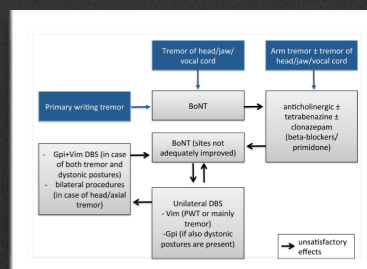 Tremor of head/jaw/
vocal cord
Arm tremor ± tremor of
head/jaw/vocal cord
Primary writing tremor
BoNT
anticholinergic ±
tetrabenazine ±
clonazepam
(beta-blockers/
primidone)
BoNT (sites not
adequately improved)
- Gpi+Vim DBS (in case
of both tremor and
dystonic postures)
- bilateral procedures
(in case of head/axial
tremor)
Unilateral DBS
- Vim (PWT or mainly
tremor)
-Gpi (if also dystonic
postures are present)
unsatisfactory
effects